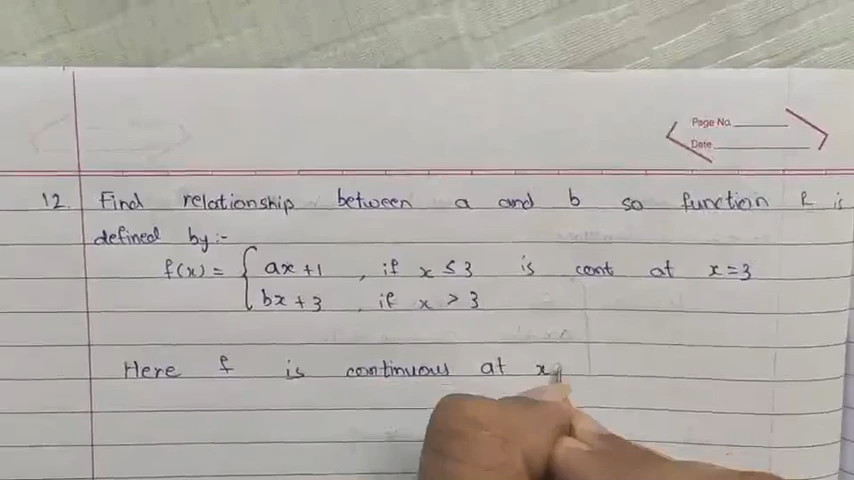 Page No.
Date
12. Find relationship between a and b so function f is
defined by:-
f(x) = { ax+1 , if x ≤ 3 is cont at x=3
bx+3 , if x > 3
Here f is continuous at x